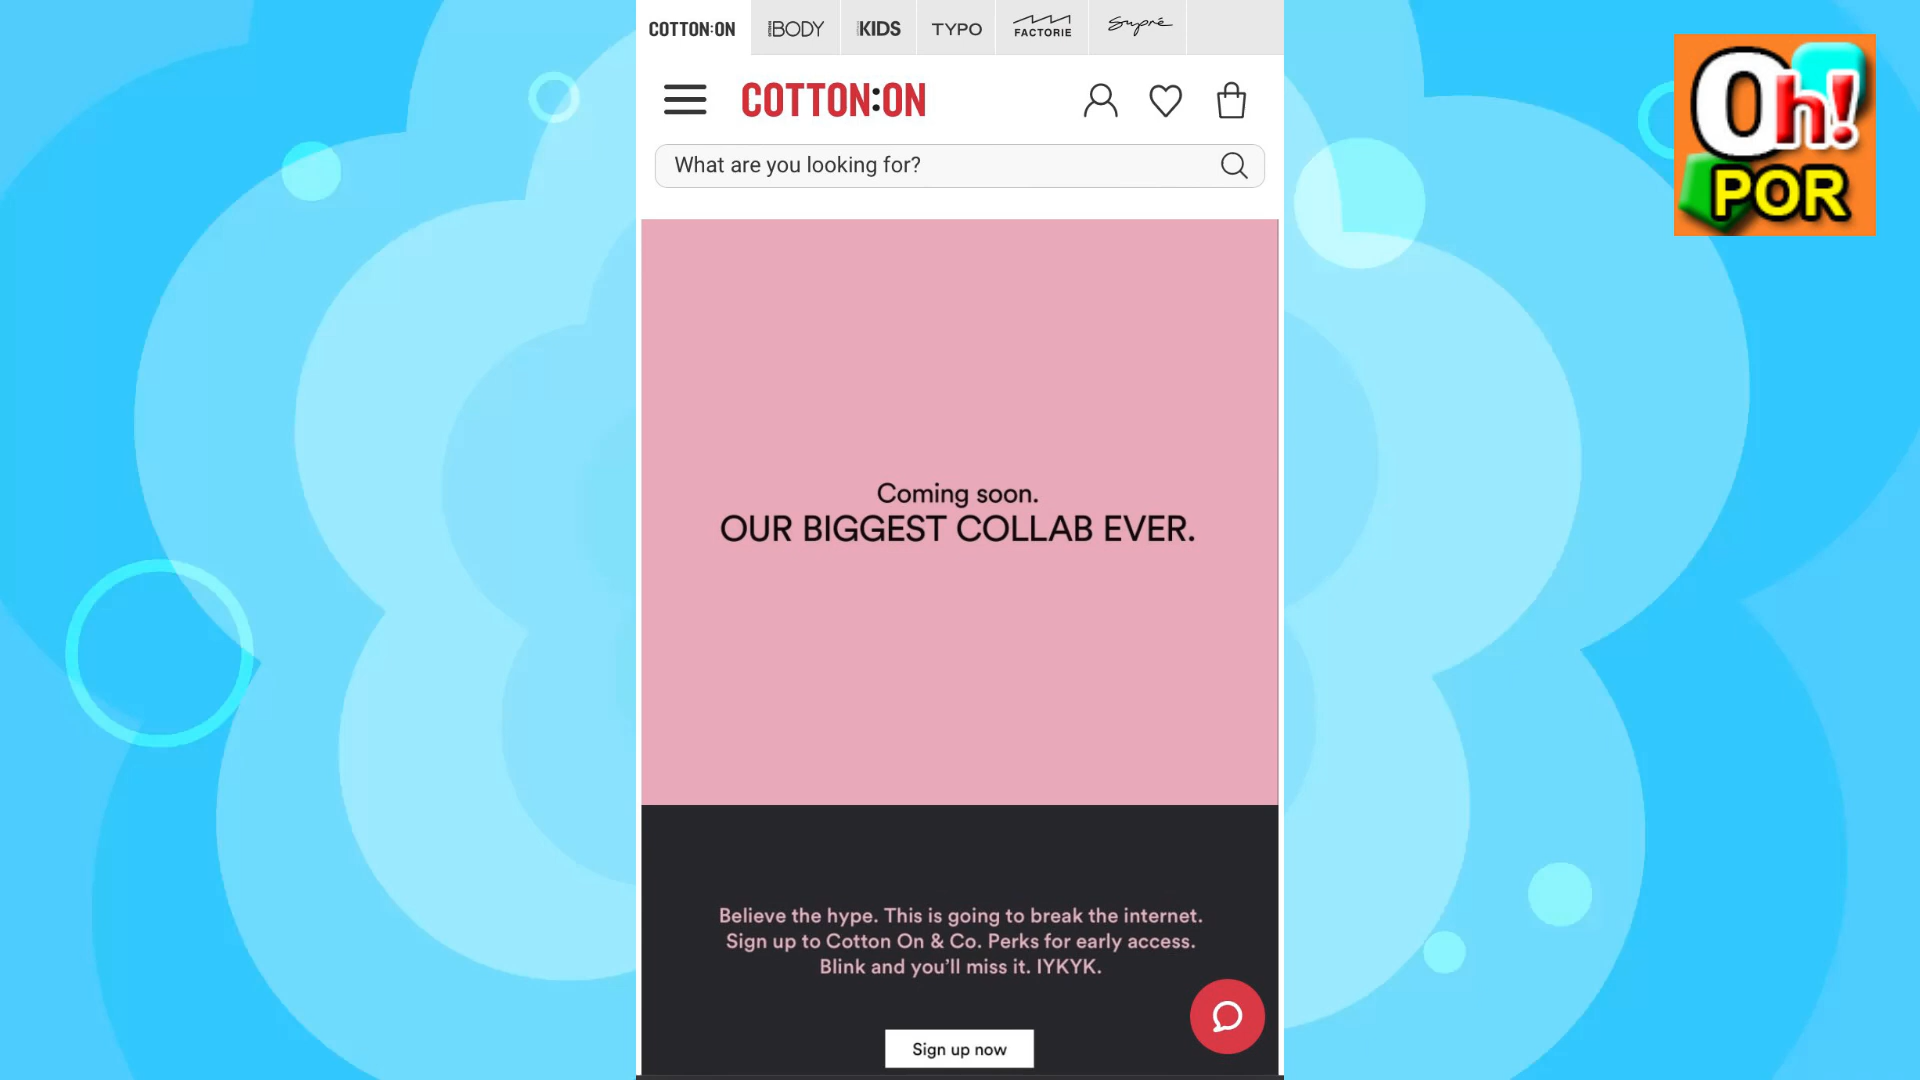 COTTON:ON
BODY
KIDS
TYPO
FACTORIE
Supré
COTTON:ON
What are you looking for?
Oh!
POR
Coming soon.
OUR BIGGEST COLLAB EVER.
Believe the hype. This is going to break the internet.
Sign up to Cotton On & Co. Perks for early access.
Blink and you'll miss it. IYKYK.
Sign up now